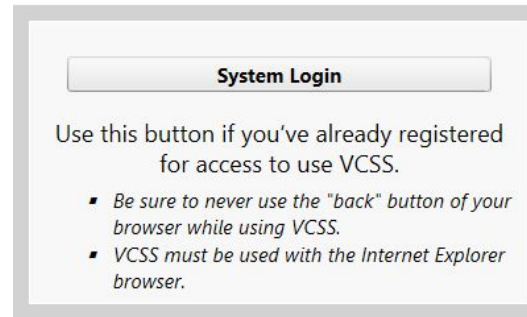 System Login
Use this button if you've already registered
for access to use VCSS.
▪ Be sure to never use the "back" button of your
browser while using VCSS.
▪ VCSS must be used with the Internet Explorer
browser.